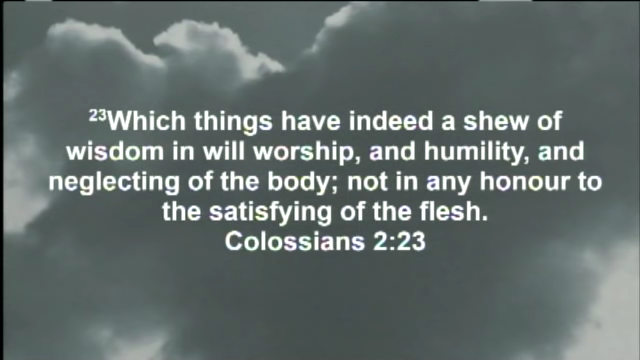 23Which things have indeed a shew of
wisdom in will worship, and humility, and
neglecting of the body; not in any honour to
the satisfying of the flesh.
Colossians 2:23